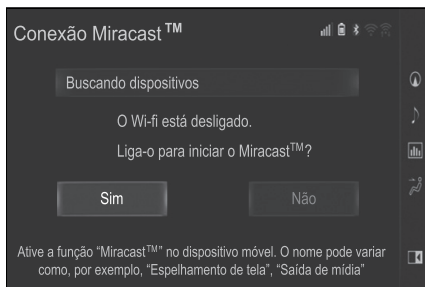 Conexão Miracast™
Buscando dispositivos
O Wi-fi está desligado.
Liga-o para iniciar o Miracast™?
Sim
Não
Ative a função “Miracast™” no dispositivo móvel. O nome pode variar
como, por exemplo, “Espelhamento de tela”, “Saída de mídia”